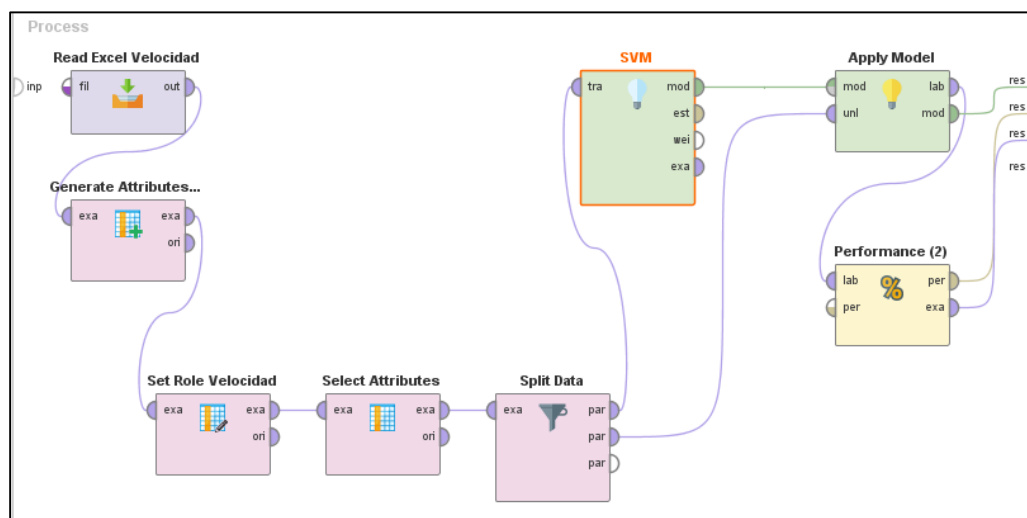 Process
Read Excel Velocidad
inp
fil out
Generate Attributes...
exa exa
ori
Set Role Velocidad
exa exa
ori
Select Attributes
exa exa
ori
Split Data
exa par
par
par
SVM
tra mod
est
wei
exa
Apply Model
mod lab
unl mod
Performance (2)
%
lab per
per exa
res
res
res
res